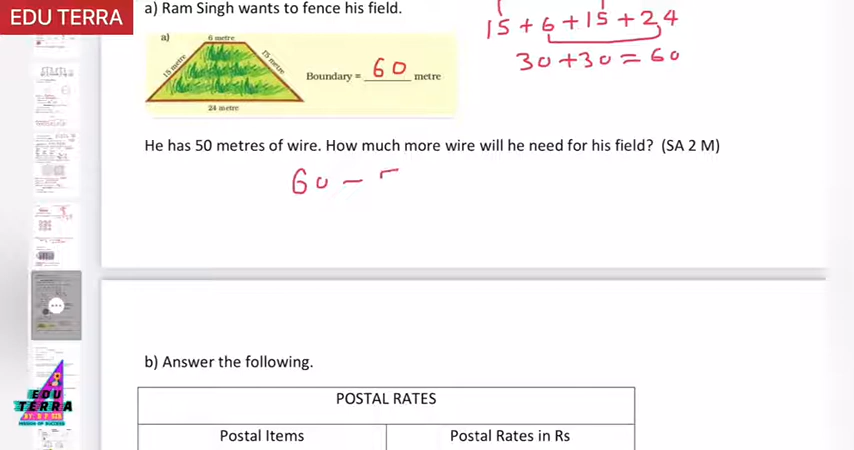 EDU TERRA
a) Ram Singh wants to fence his field.
15 + 6 + 15 + 24
30 + 30 = 60
a)
6 metre
15 metre
15 metre
Boundary = 60 metre
24 metre
He has 50 metres of wire. How much more wire will he need for his field? (SA 2 M)
60 –
b) Answer the following.
POSTAL RATES
Postal Items
Postal Rates in Rs
EDU
TERRA
MISSION OF SUCCESS